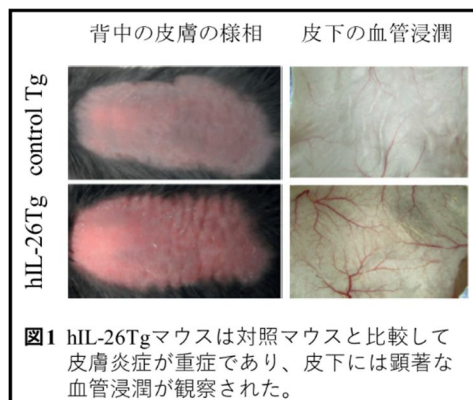 背中の皮膚の様相 皮下の血管浸潤
control Tg
hIL-26Tg
図1 hIL-26Tgマウスは対照マウスと比較して
皮膚炎症が重症であり、皮下には顕著な
血管浸潤が観察された。